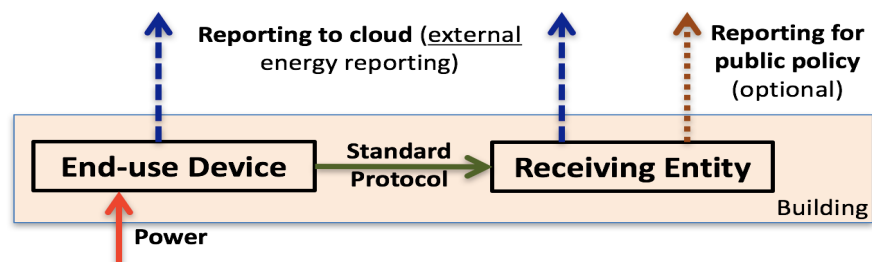 Reporting to cloud (external
energy reporting)
Reporting for
public policy
(optional)
End-use Device
Standard
Protocol
Receiving Entity
Building
Power